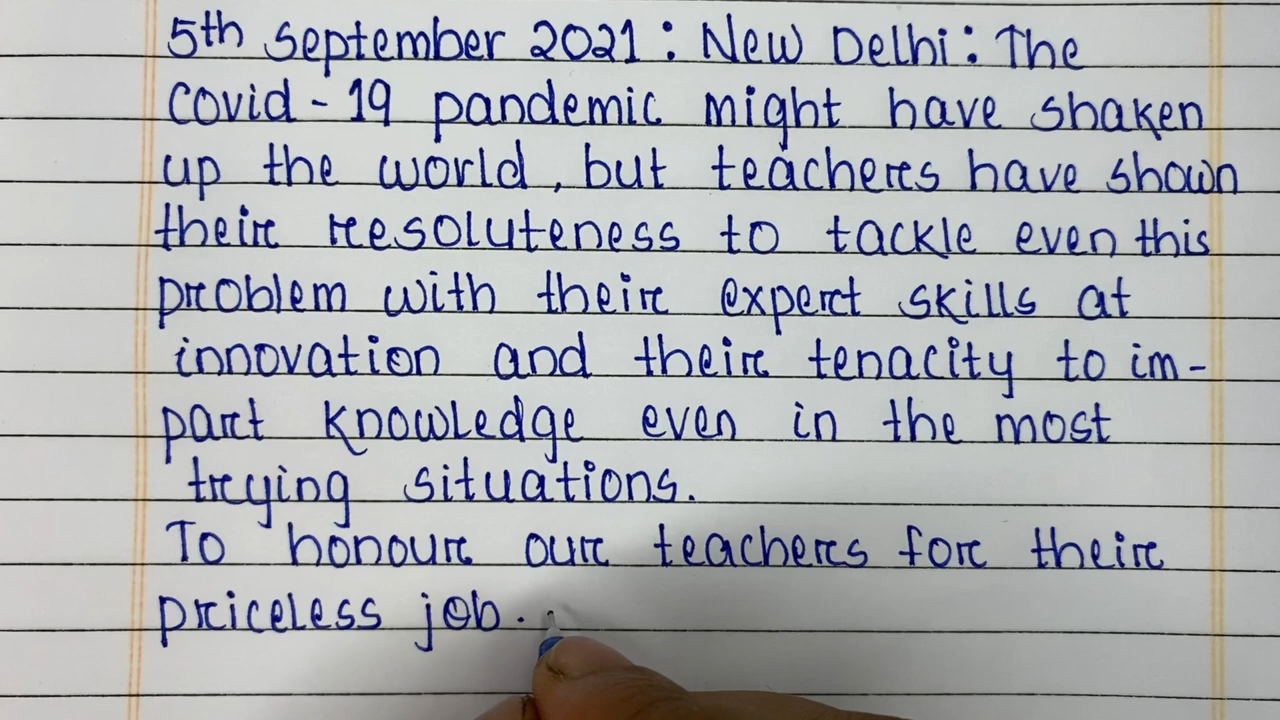 5th September 2021: New Delhi: The
covid-19 pandemic might have shaken
up the world, but teachers have shown
their resoluteness to tackle even this
problem with their expert skills at
innovation and their tenacity to im-
part knowledge even in the most
trying situations.
To honour our teachers for their
priceless job.